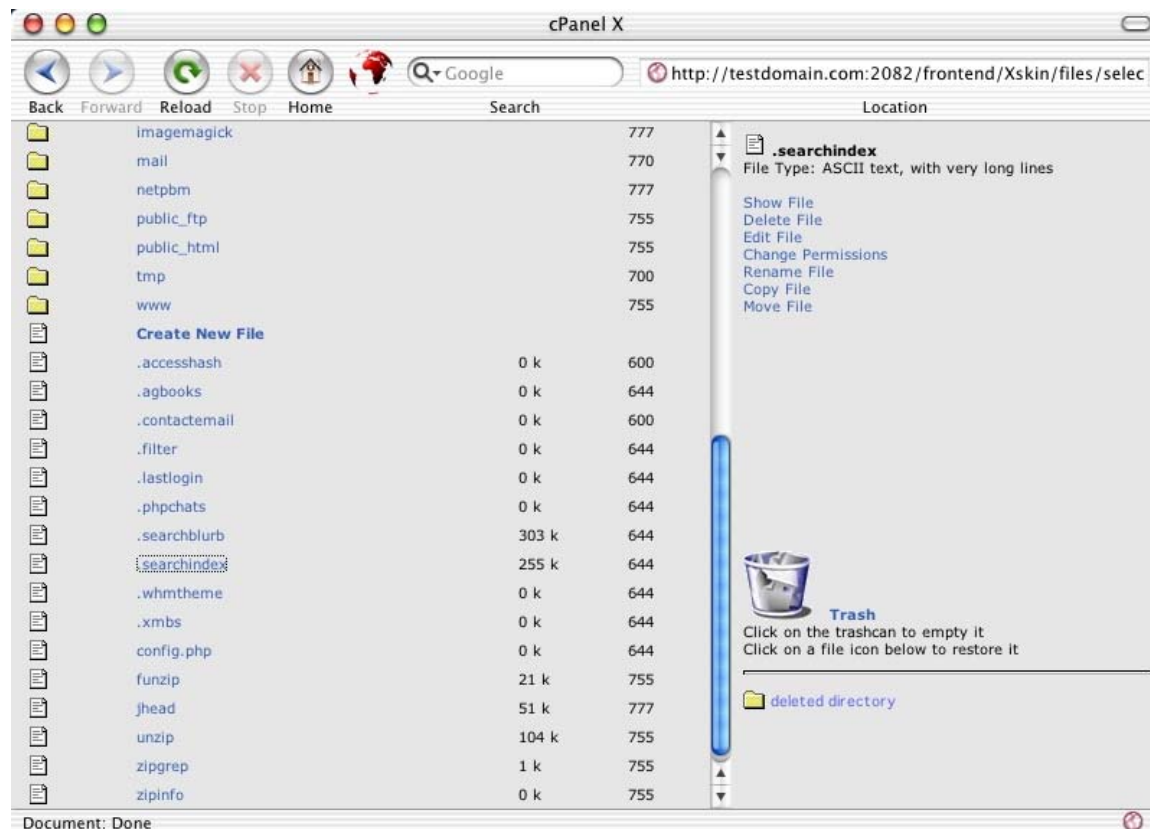 cPanel X
Google
http://testdomain.com:2082/frontend/Xskin/files/selec
Back Forward Reload Stop Home Search Location
imagemagick 777
mail 770
netpbm 777
public_ftp 755
public_html 755
tmp 700
www 755
Create New File
.accesshash 0 k 600
.agbooks 0 k 644
.contactemail 0 k 600
.filter 0 k 644
.lastlogin 0 k 644
.phpchats 0 k 644
.searchblurb 303 k 644
.searchindex 255 k 644
.whmtheme 0 k 644
.xmbs 0 k 644
config.php 0 k 644
funzip 21 k 755
jhead 51 k 777
unzip 104 k 755
zipgrep 1 k 755
zipinfo 0 k 755
.searchindex
File Type: ASCII text, with very long lines
Show File
Delete File
Edit File
Change Permissions
Rename File
Copy File
Move File
Trash
Click on the trashcan to empty it
Click on a file icon below to restore it
deleted directory
Document: Done